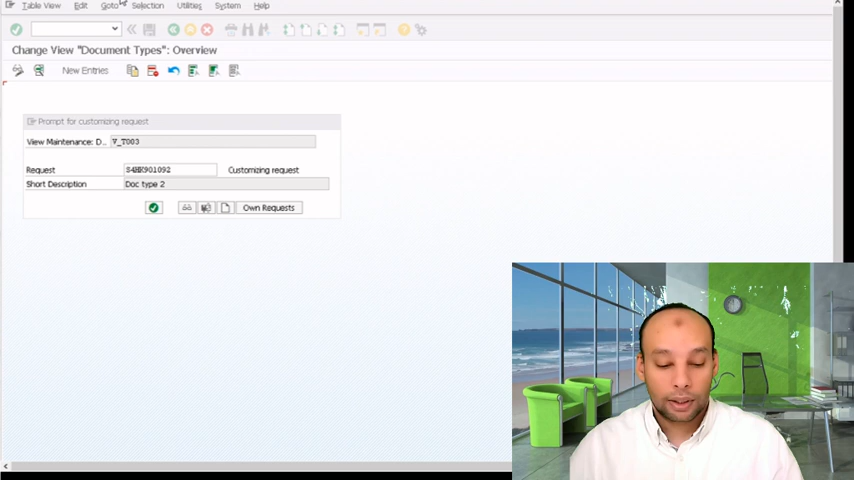 Table View Edit Goto Selection Utilities System Help
Change View "Document Types": Overview
New Entries
Prompt for customizing request
View Maintenance: D.. V_T003
Request S4HK901092 Customizing request
Short Description Doc type 2
Own Requests